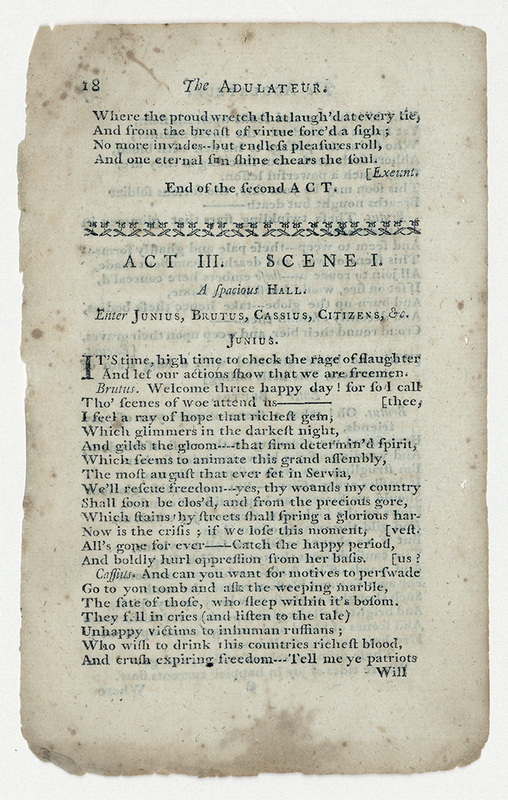 18 The ADULATEUR.
Where the proud wretch that laugh'd at every tie,
And from the breaſt of virtue forc'd a ſigh ;
No more invades--but endleſs pleaſures roll,
And one eternal ſun ſhine chears the ſoul.
[Exeunt.
End of the ſecond ACT.
ACT III. SCENE I.
A ſpacious HALL.
Enter JUNIUS, BRUTUS, CASSIUS, CITIZENS, &c.
JUNIUS.
IT'S time, high time to check the rage of ſlaughter
And let our actions ſhow that we are freemen.
Brutus. Welcome thrice happy day! for ſo I call
Tho' ſcenes of woe attend us——— [thee,
I feel a ray of hope that richeſt gem,
Which glimmers in the darkeſt night,
And gilds the gloom---that firm determin'd ſpirit,
Which ſeems to animate this grand aſſembly,
The moſt auguſt that ever ſet in Servia,
We'll reſcue freedom--yes, thy wounds my country
Shall ſoon be clos'd, and from the precious gore,
Which ſtains thy ſtreets ſhall ſpring a glorious har-
Now is the criſis ; if we loſe this moment, [veſt.
All's gone for ever——Catch the happy period,
And boldly hurl oppreſſion from her baſis. [us ?
Caſſius. And can you want for motives to perſwade
Go to yon tomb and aſk the weeping marble,
The fate of thoſe, who ſleep within it's boſom.
They fell in cries (and liſten to the tale)
Unhappy victims to inhuman ruffians ;
Who wiſh to drink this countries richeſt blood,
And cruſh expiring freedom---Tell me ye patriots
Will